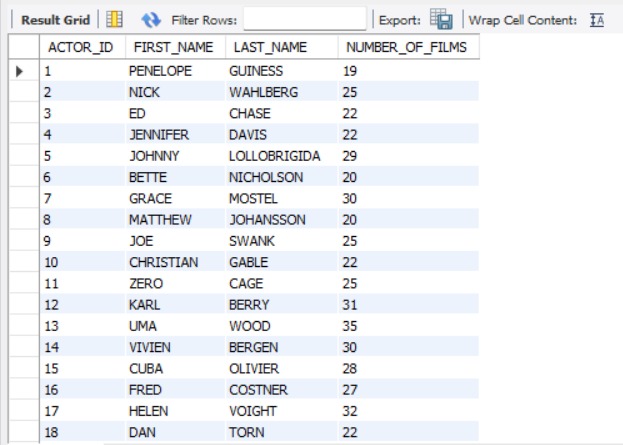 Result Grid Filter Rows: Export: Wrap Cell Content: IA
ACTOR_ID FIRST_NAME LAST_NAME NUMBER_OF_FILMS
1 PENELOPE GUINESS 19
2 NICK WAHLBERG 25
3 ED CHASE 22
4 JENNIFER DAVIS 22
5 JOHNNY LOLLOBRIGIDA 29
6 BETTE NICHOLSON 20
7 GRACE MOSTEL 30
8 MATTHEW JOHANSSON 20
9 JOE SWANK 25
10 CHRISTIAN GABLE 22
11 ZERO CAGE 25
12 KARL BERRY 31
13 UMA WOOD 35
14 VIVIEN BERGEN 30
15 CUBA OLIVIER 28
16 FRED COSTNER 27
17 HELEN VOIGHT 32
18 DAN TORN 22